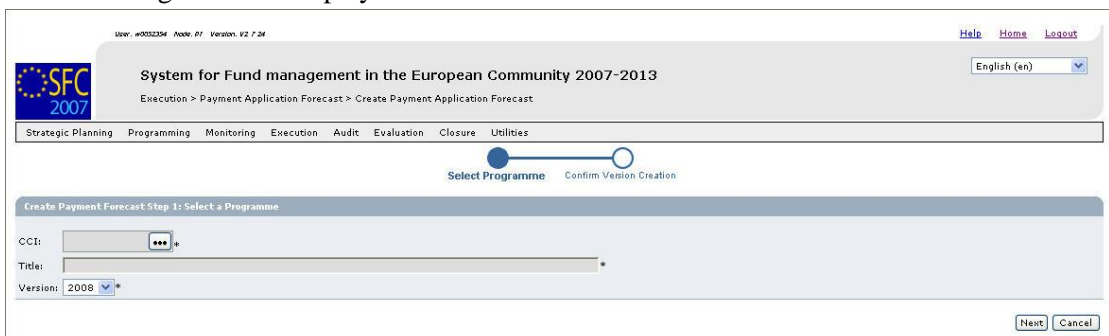 User. w0052354 Node. P1 Version. V2 7 24
Help Home Logout
SFC
2007
System for Fund management in the European Community 2007-2013
English (en)
Execution > Payment Application Forecast > Create Payment Application Forecast
Strategic Planning Programming Monitoring Execution Audit Evaluation Closure Utilities
Select Programme Confirm Version Creation
Create Payment Forecast Step 1: Select a Programme
CCI: ... *
Title: *
Version: 2008 *
Next Cancel